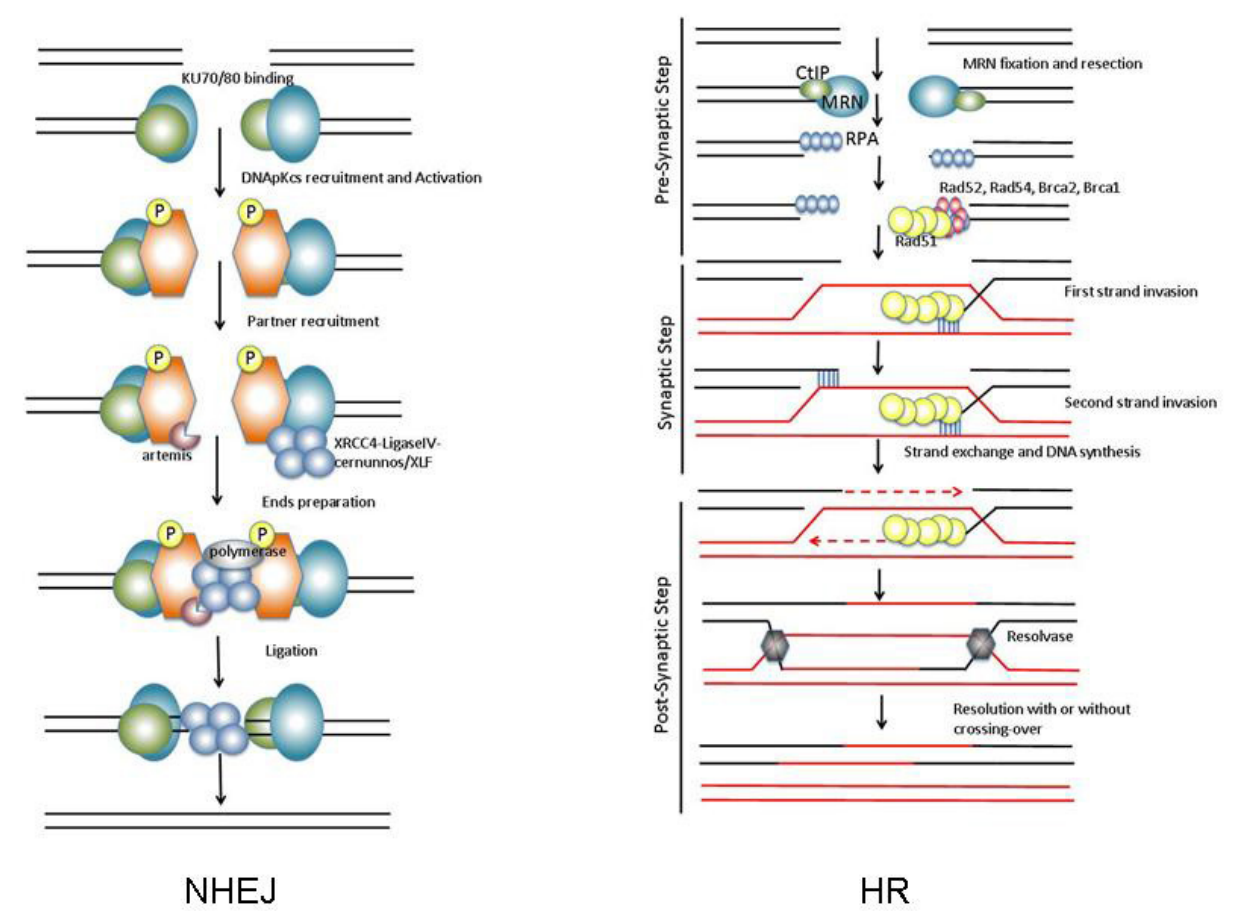 KU70/80 binding
DNApKcs recruitment and Activation
P
P
Partner recruitment
P
P
artemis
XRCC4-LigaseIV-
cernunnos/XLF
Ends preparation
P
P
polymerase
Ligation
NHEJ
Pre-Synaptic Step
MRN fixation and resection
CtIP
MRN
RPA
Rad52, Rad54, Brca2, Brca1
Rad51
Synaptic Step
First strand invasion
Second strand invasion
Strand exchange and DNA synthesis
Post-Synaptic Step
Resolvase
Resolution with or without
crossing-over
HR